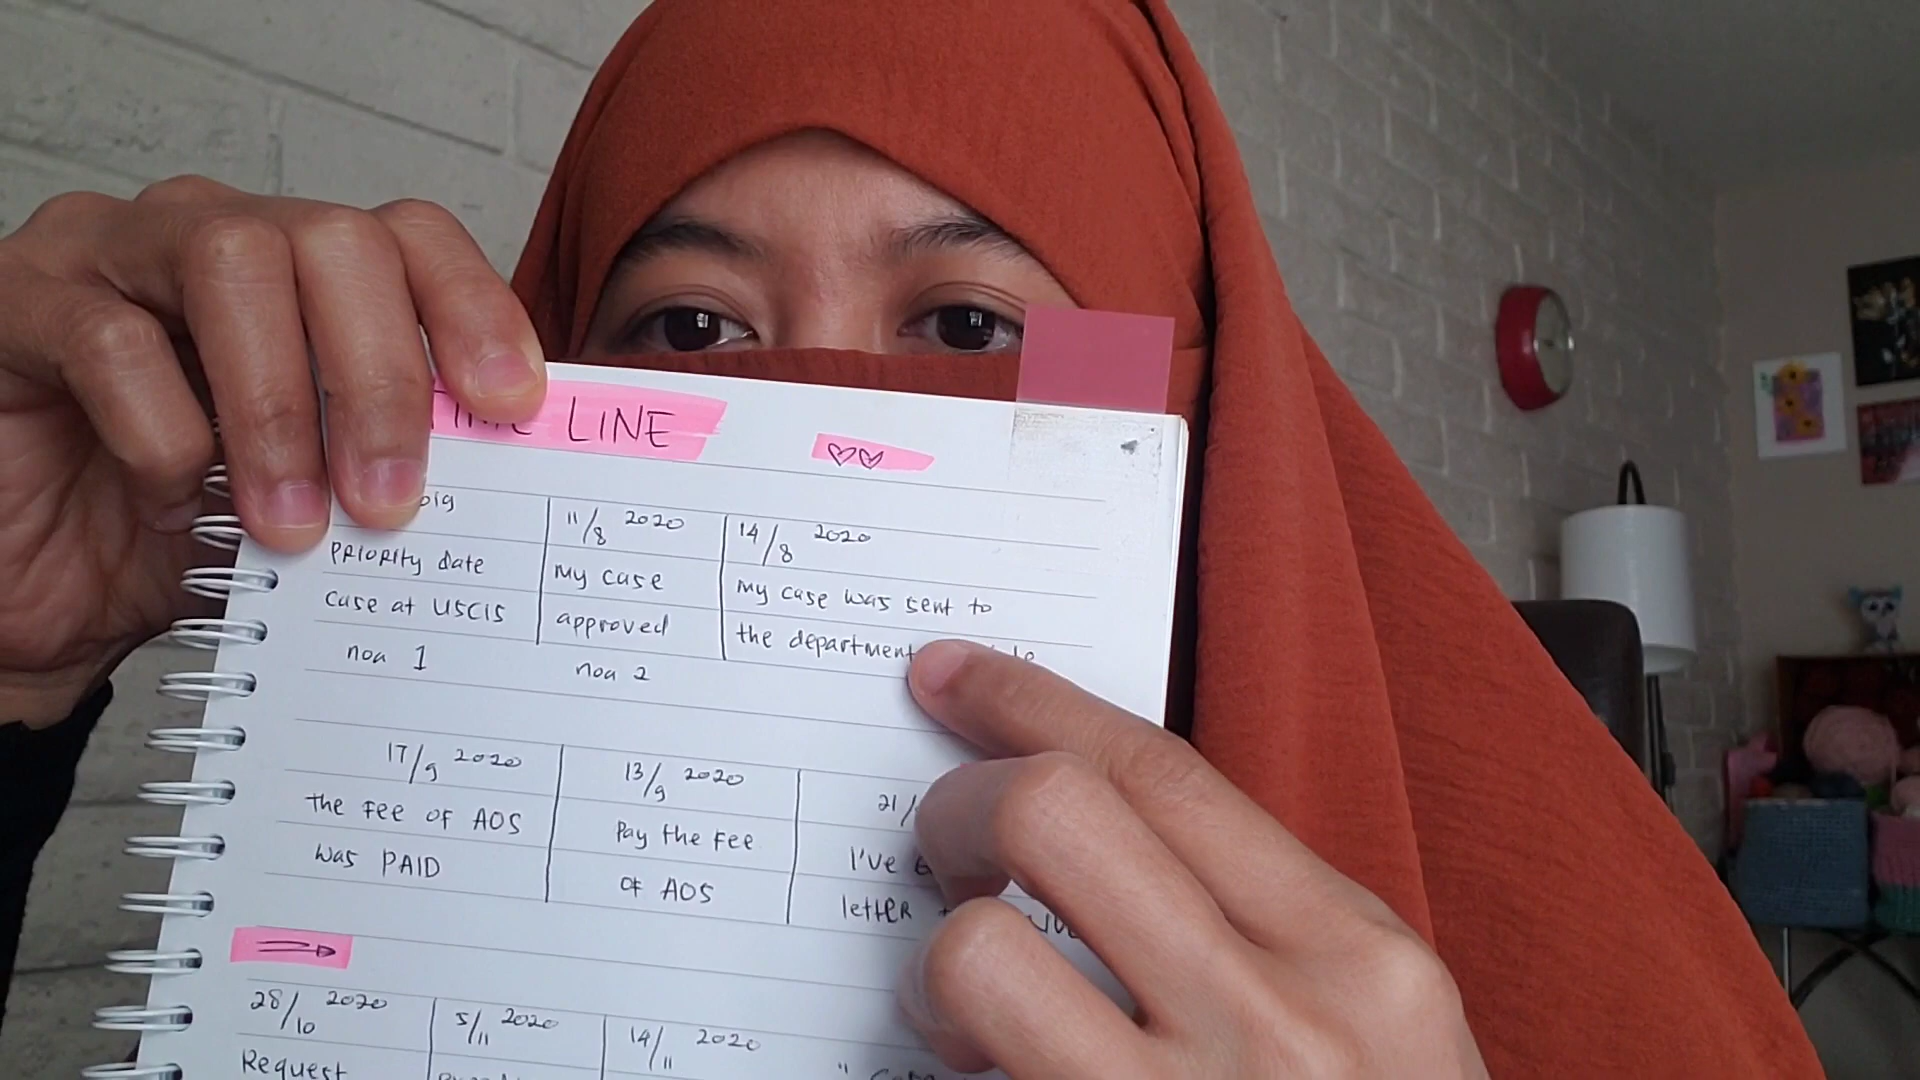 LINE
11/8 2020
14/8 2020
PRIORITY date
my case
my case was sent to
case at USCIS
approved
the department
noa 1
noa 2
17/9 2020
13/9 2020
21/
the Fee OF AOS
Pay the Fee
I've
was PAID
OF AOS
letter
28/10 2020
5/11 2020
14/11 2020
Request